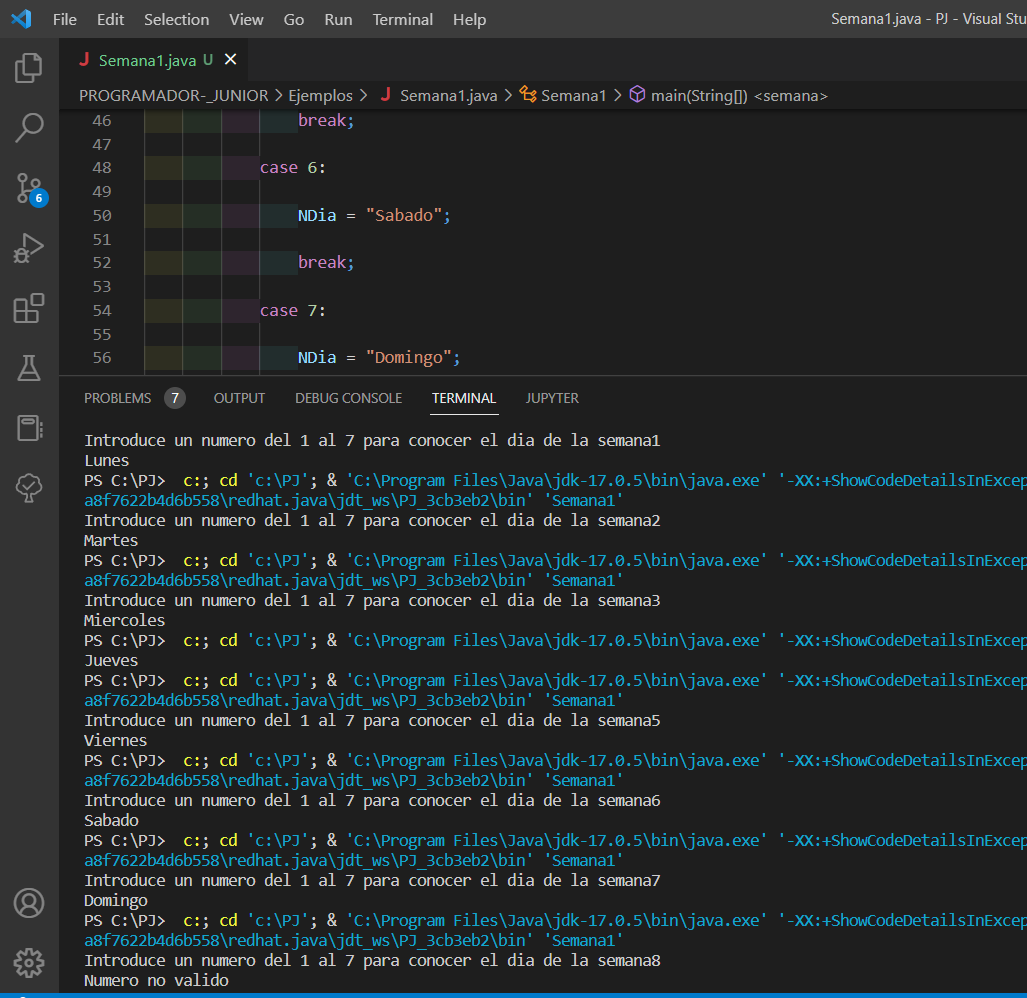 File Edit Selection View Go Run Terminal Help Semana1.java - PJ - Visual Stu
J Semana1.java U ×
PROGRAMADOR-_JUNIOR > Ejemplos > J Semana1.java > Semana1 > main(String[]) <semana>
46 break;
47
48 case 6:
49
50 NDia = "Sabado";
51
52 break;
53
54 case 7:
55
56 NDia = "Domingo";
6
PROBLEMS 7 OUTPUT DEBUG CONSOLE TERMINAL JUPYTER
Introduce un numero del 1 al 7 para conocer el dia de la semana1
Lunes
PS C:\PJ> c:; cd 'c:\PJ'; & 'C:\Program Files\Java\jdk-17.0.5\bin\java.exe' '-XX:+ShowCodeDetailsInExcep
a8f7622b4d6b558\redhat.java\jdt_ws\PJ_3cb3eb2\bin' 'Semana1'
Introduce un numero del 1 al 7 para conocer el dia de la semana2
Martes
PS C:\PJ> c:; cd 'c:\PJ'; & 'C:\Program Files\Java\jdk-17.0.5\bin\java.exe' '-XX:+ShowCodeDetailsInExcep
a8f7622b4d6b558\redhat.java\jdt_ws\PJ_3cb3eb2\bin' 'Semana1'
Introduce un numero del 1 al 7 para conocer el dia de la semana3
Miercoles
PS C:\PJ> c:; cd 'c:\PJ'; & 'C:\Program Files\Java\jdk-17.0.5\bin\java.exe' '-XX:+ShowCodeDetailsInExcep
Jueves
PS C:\PJ> c:; cd 'c:\PJ'; & 'C:\Program Files\Java\jdk-17.0.5\bin\java.exe' '-XX:+ShowCodeDetailsInExcep
a8f7622b4d6b558\redhat.java\jdt_ws\PJ_3cb3eb2\bin' 'Semana1'
Introduce un numero del 1 al 7 para conocer el dia de la semana5
Viernes
PS C:\PJ> c:; cd 'c:\PJ'; & 'C:\Program Files\Java\jdk-17.0.5\bin\java.exe' '-XX:+ShowCodeDetailsInExcep
a8f7622b4d6b558\redhat.java\jdt_ws\PJ_3cb3eb2\bin' 'Semana1'
Introduce un numero del 1 al 7 para conocer el dia de la semana6
Sabado
PS C:\PJ> c:; cd 'c:\PJ'; & 'C:\Program Files\Java\jdk-17.0.5\bin\java.exe' '-XX:+ShowCodeDetailsInExcep
a8f7622b4d6b558\redhat.java\jdt_ws\PJ_3cb3eb2\bin' 'Semana1'
Introduce un numero del 1 al 7 para conocer el dia de la semana7
Domingo
PS C:\PJ> c:; cd 'c:\PJ'; & 'C:\Program Files\Java\jdk-17.0.5\bin\java.exe' '-XX:+ShowCodeDetailsInExcep
a8f7622b4d6b558\redhat.java\jdt_ws\PJ_3cb3eb2\bin' 'Semana1'
Introduce un numero del 1 al 7 para conocer el dia de la semana8
Numero no valido